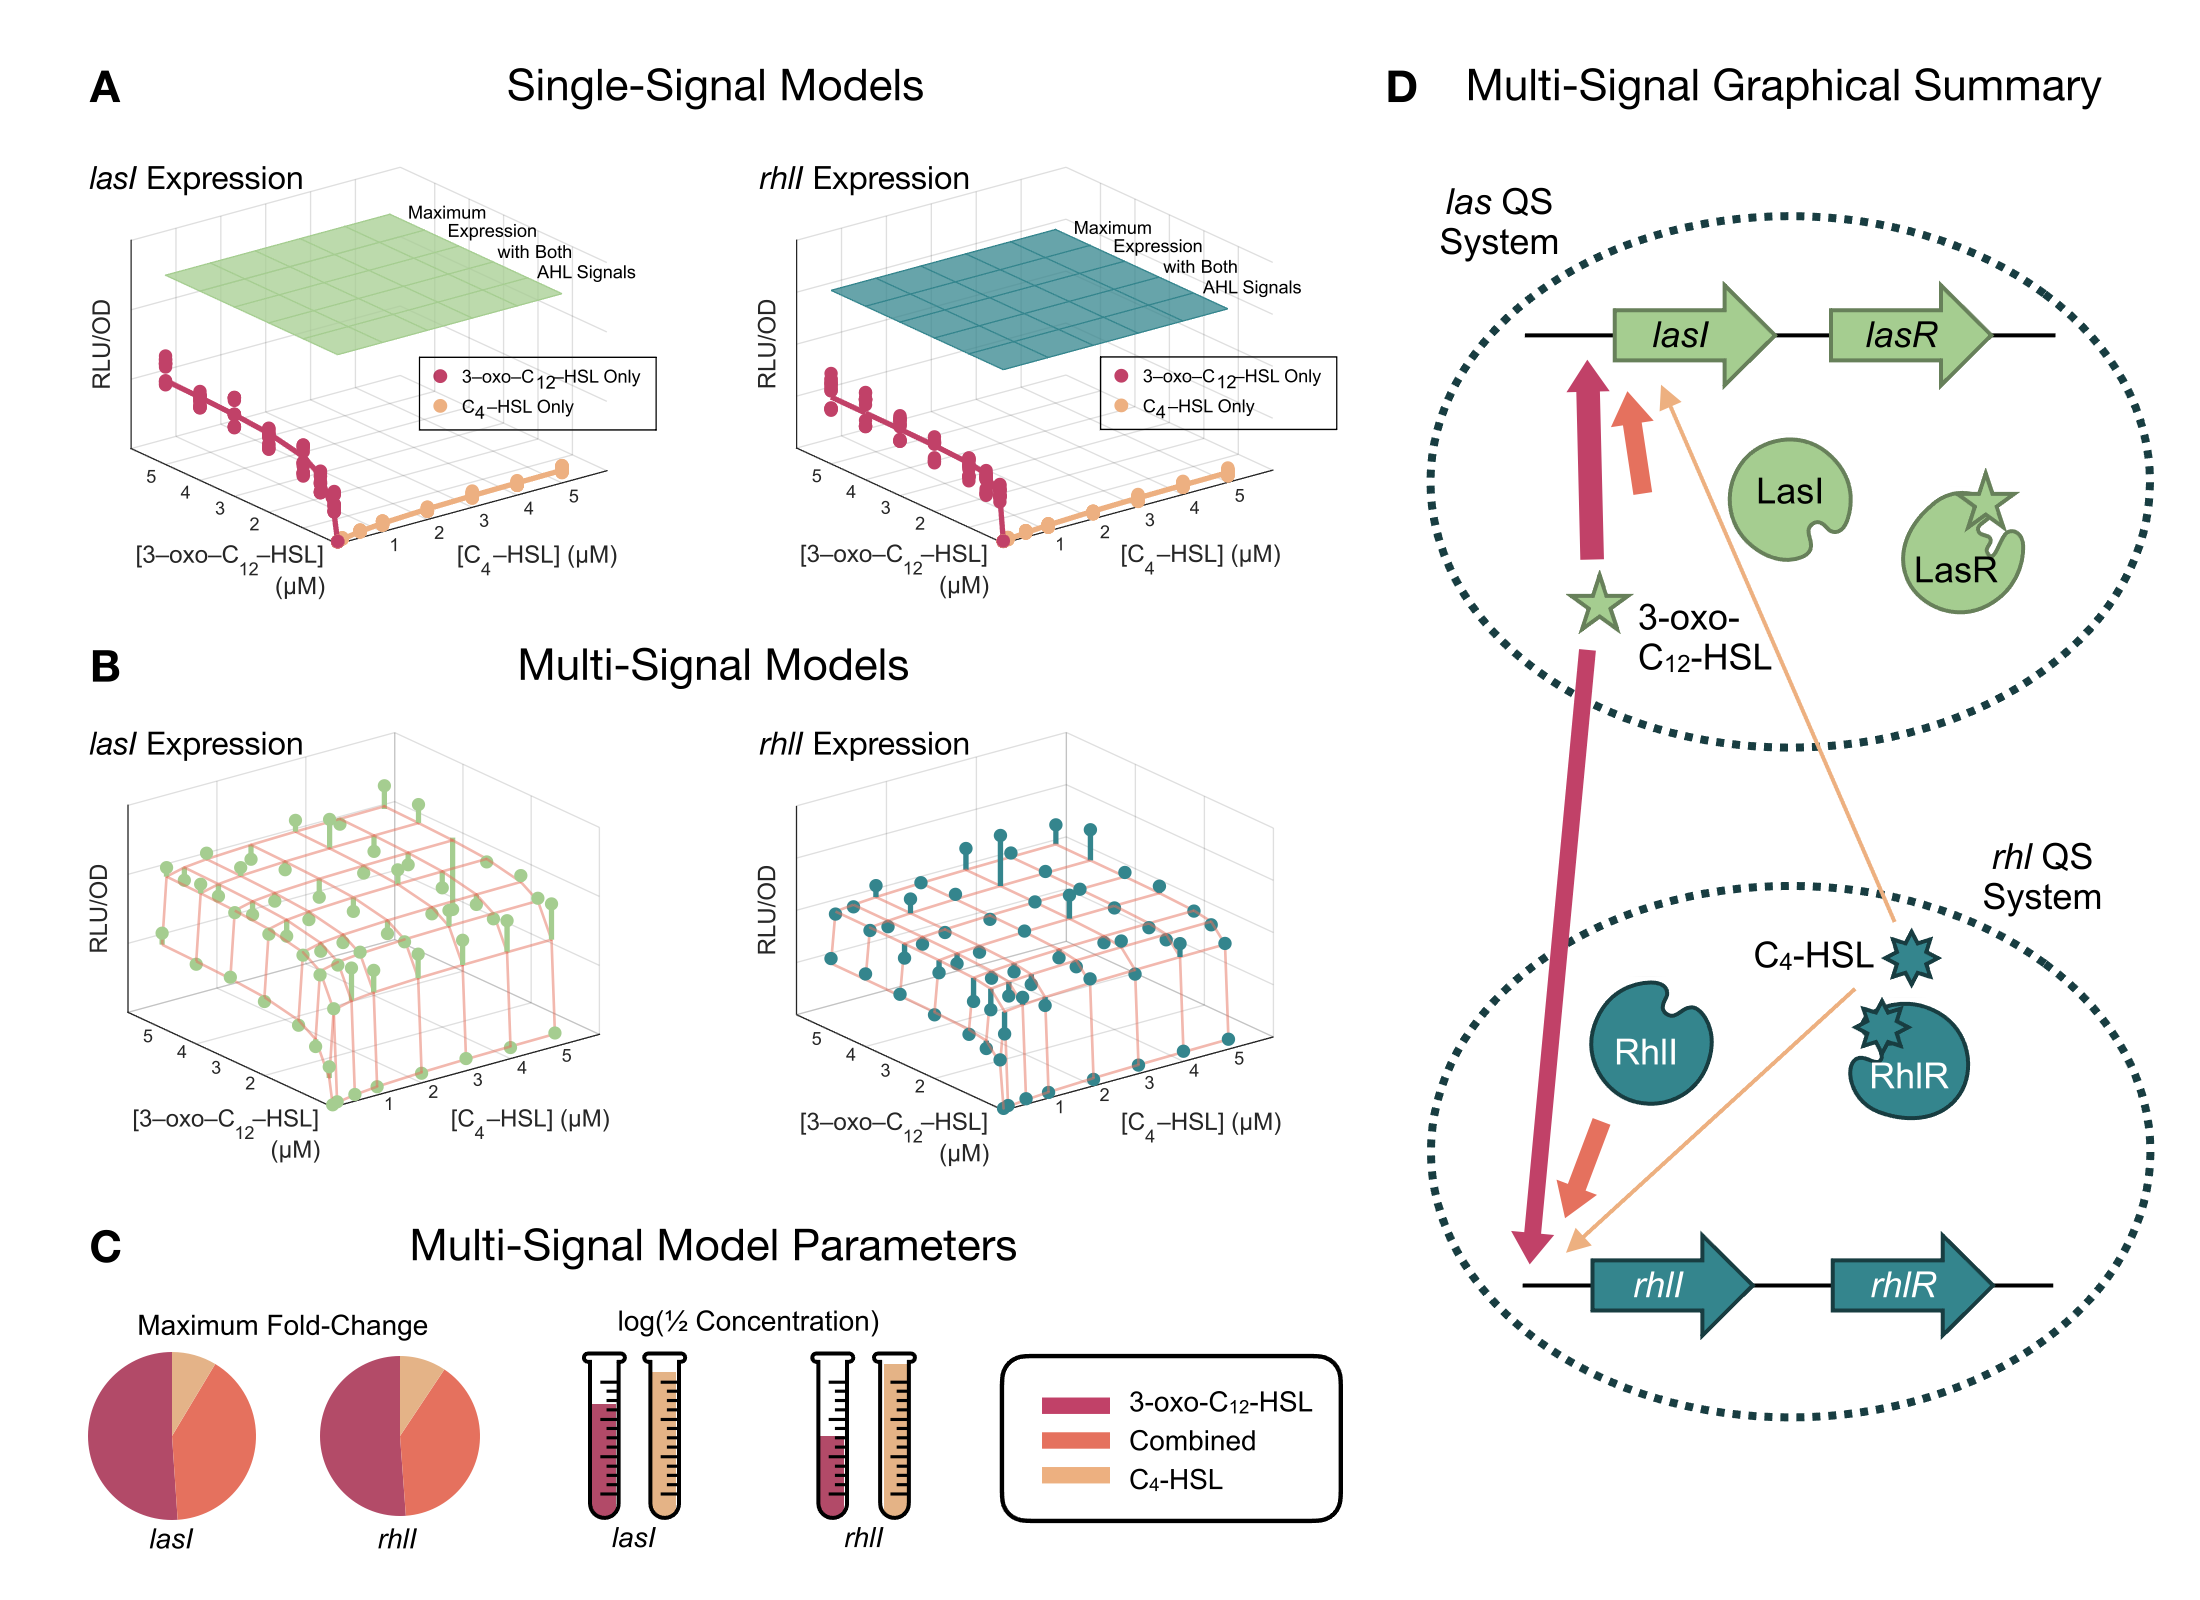 A
Single-Signal Models
lasI Expression
Maximum
Expression
with Both
AHL Signals
RLU/OD
3–oxo–C12–HSL Only
C4–HSL Only
5
4
3
2
1
2
3
4
5
[3–oxo–C12–HSL]
(µM)
[C4–HSL] (µM)
rhlI Expression
Maximum
Expression
with Both
AHL Signals
RLU/OD
3–oxo–C12–HSL Only
C4–HSL Only
5
4
3
2
1
2
3
4
5
[3–oxo–C12–HSL]
(µM)
[C4–HSL] (µM)
B
Multi-Signal Models
lasI Expression
RLU/OD
5
4
3
2
1
2
3
4
5
[3–oxo–C12–HSL]
(µM)
[C4–HSL] (µM)
rhlI Expression
RLU/OD
5
4
3
2
1
2
3
4
5
[3–oxo–C12–HSL]
(µM)
[C4–HSL] (µM)
C
Multi-Signal Model Parameters
Maximum Fold-Change
lasI
rhlI
log(½ Concentration)
lasI
rhlI
3-oxo-C12-HSL
Combined
C4-HSL
D
Multi-Signal Graphical Summary
las QS
System
lasI
lasR
LasI
LasR
3-oxo-
C12-HSL
rhl QS
System
C4-HSL
RhlI
RhlR
rhlI
rhlR